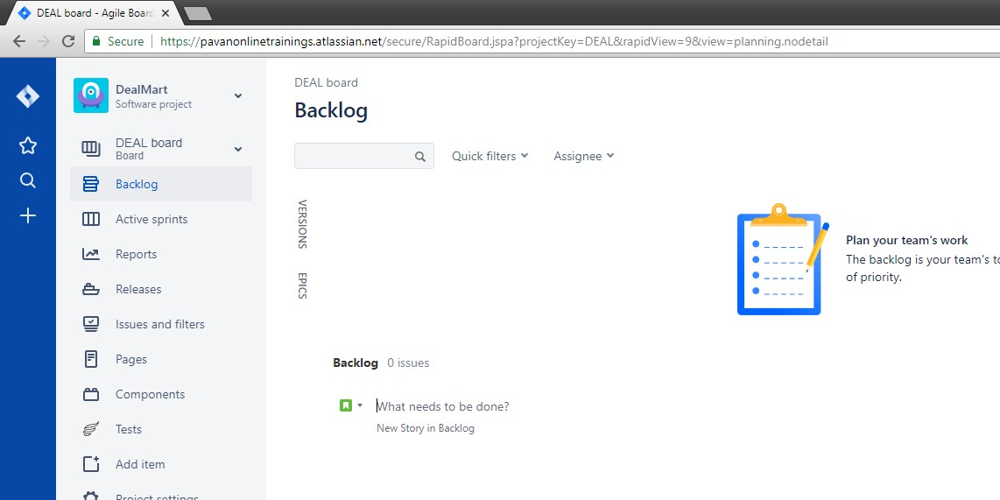 DEAL board - Agile Board
Secure
https://pavanonlinetrainings.atlassian.net/secure/RapidBoard.jspa?projectKey=DEAL&rapidView=9&view=planning.nodetail
DealMart
Software project
DEAL board
Board
Backlog
Active sprints
Reports
Releases
Issues and filters
Pages
Components
Tests
Add item
Project settings
DEAL board
Backlog
Quick filters
Assignee
VERSIONS
EPICS
Plan your team's work
The backlog is your team's to
of priority.
Backlog 0 issues
What needs to be done?
New Story in Backlog